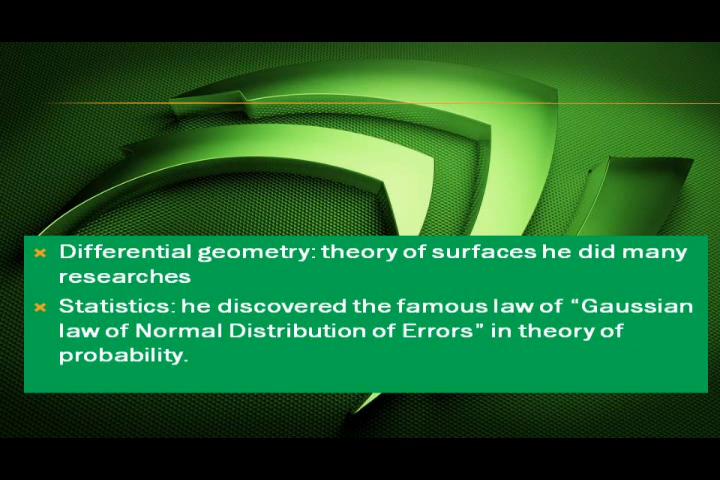 Differential geometry: theory of surfaces he did many
researches
Statistics: he discovered the famous law of “Gaussian
law of Normal Distribution of Errors” in theory of
probability.